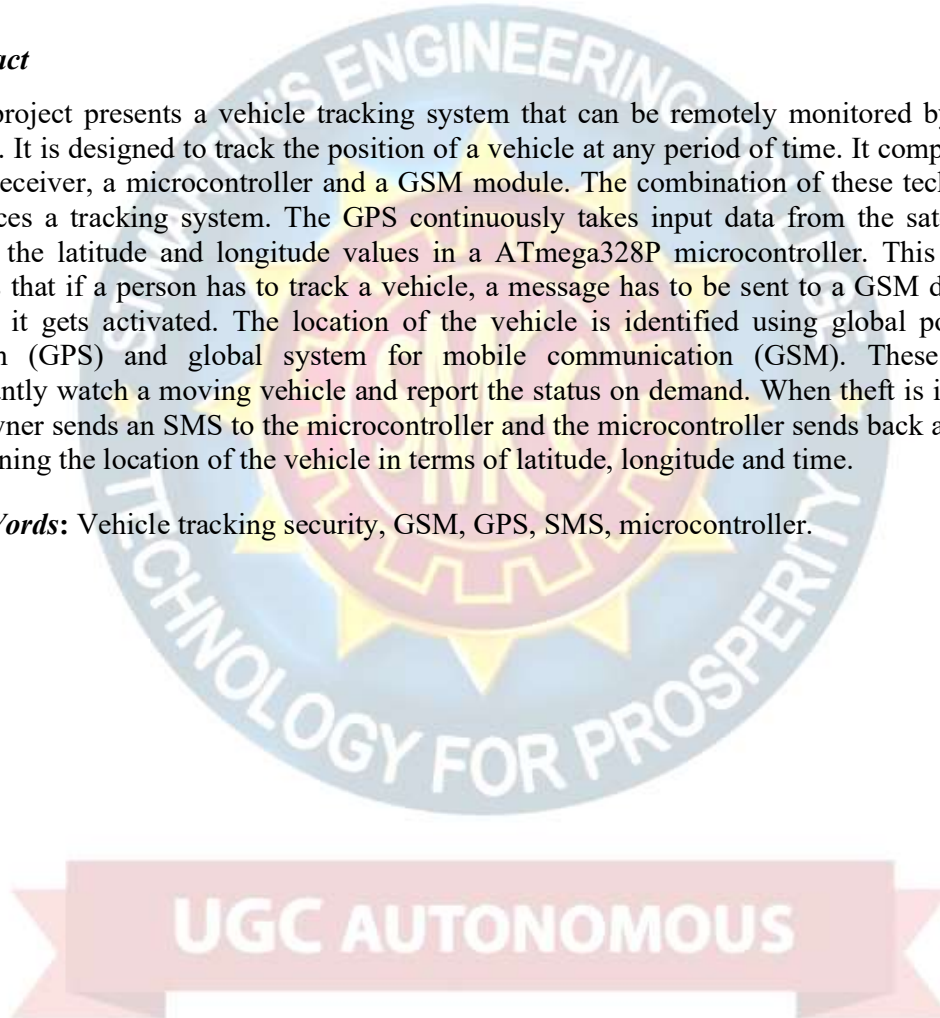 act
project presents a vehicle tracking system that can be remotely monitored by
. It is designed to track the position of a vehicle at any period of time. It comp
eceiver, a microcontroller and a GSM module. The combination of these tech
ces a tracking system. The GPS continuously takes input data from the sat
the latitude and longitude values in a ATmega328P microcontroller. This
that if a person has to track a vehicle, a message has to be sent to a GSM d
it gets activated. The location of the vehicle is identified using global po
(GPS) and global system for mobile communication (GSM). These
ntly watch a moving vehicle and report the status on demand. When theft is i
wner sends an SMS to the microcontroller and the microcontroller sends back a
ning the location of the vehicle in terms of latitude, longitude and time.
Words: Vehicle tracking security, GSM, GPS, SMS, microcontroller.
ST. MARTIN'S ENGINEERING COLLEGE
SMEC
TECHNOLOGY FOR PROSPERITY
UGC AUTONOMOUS